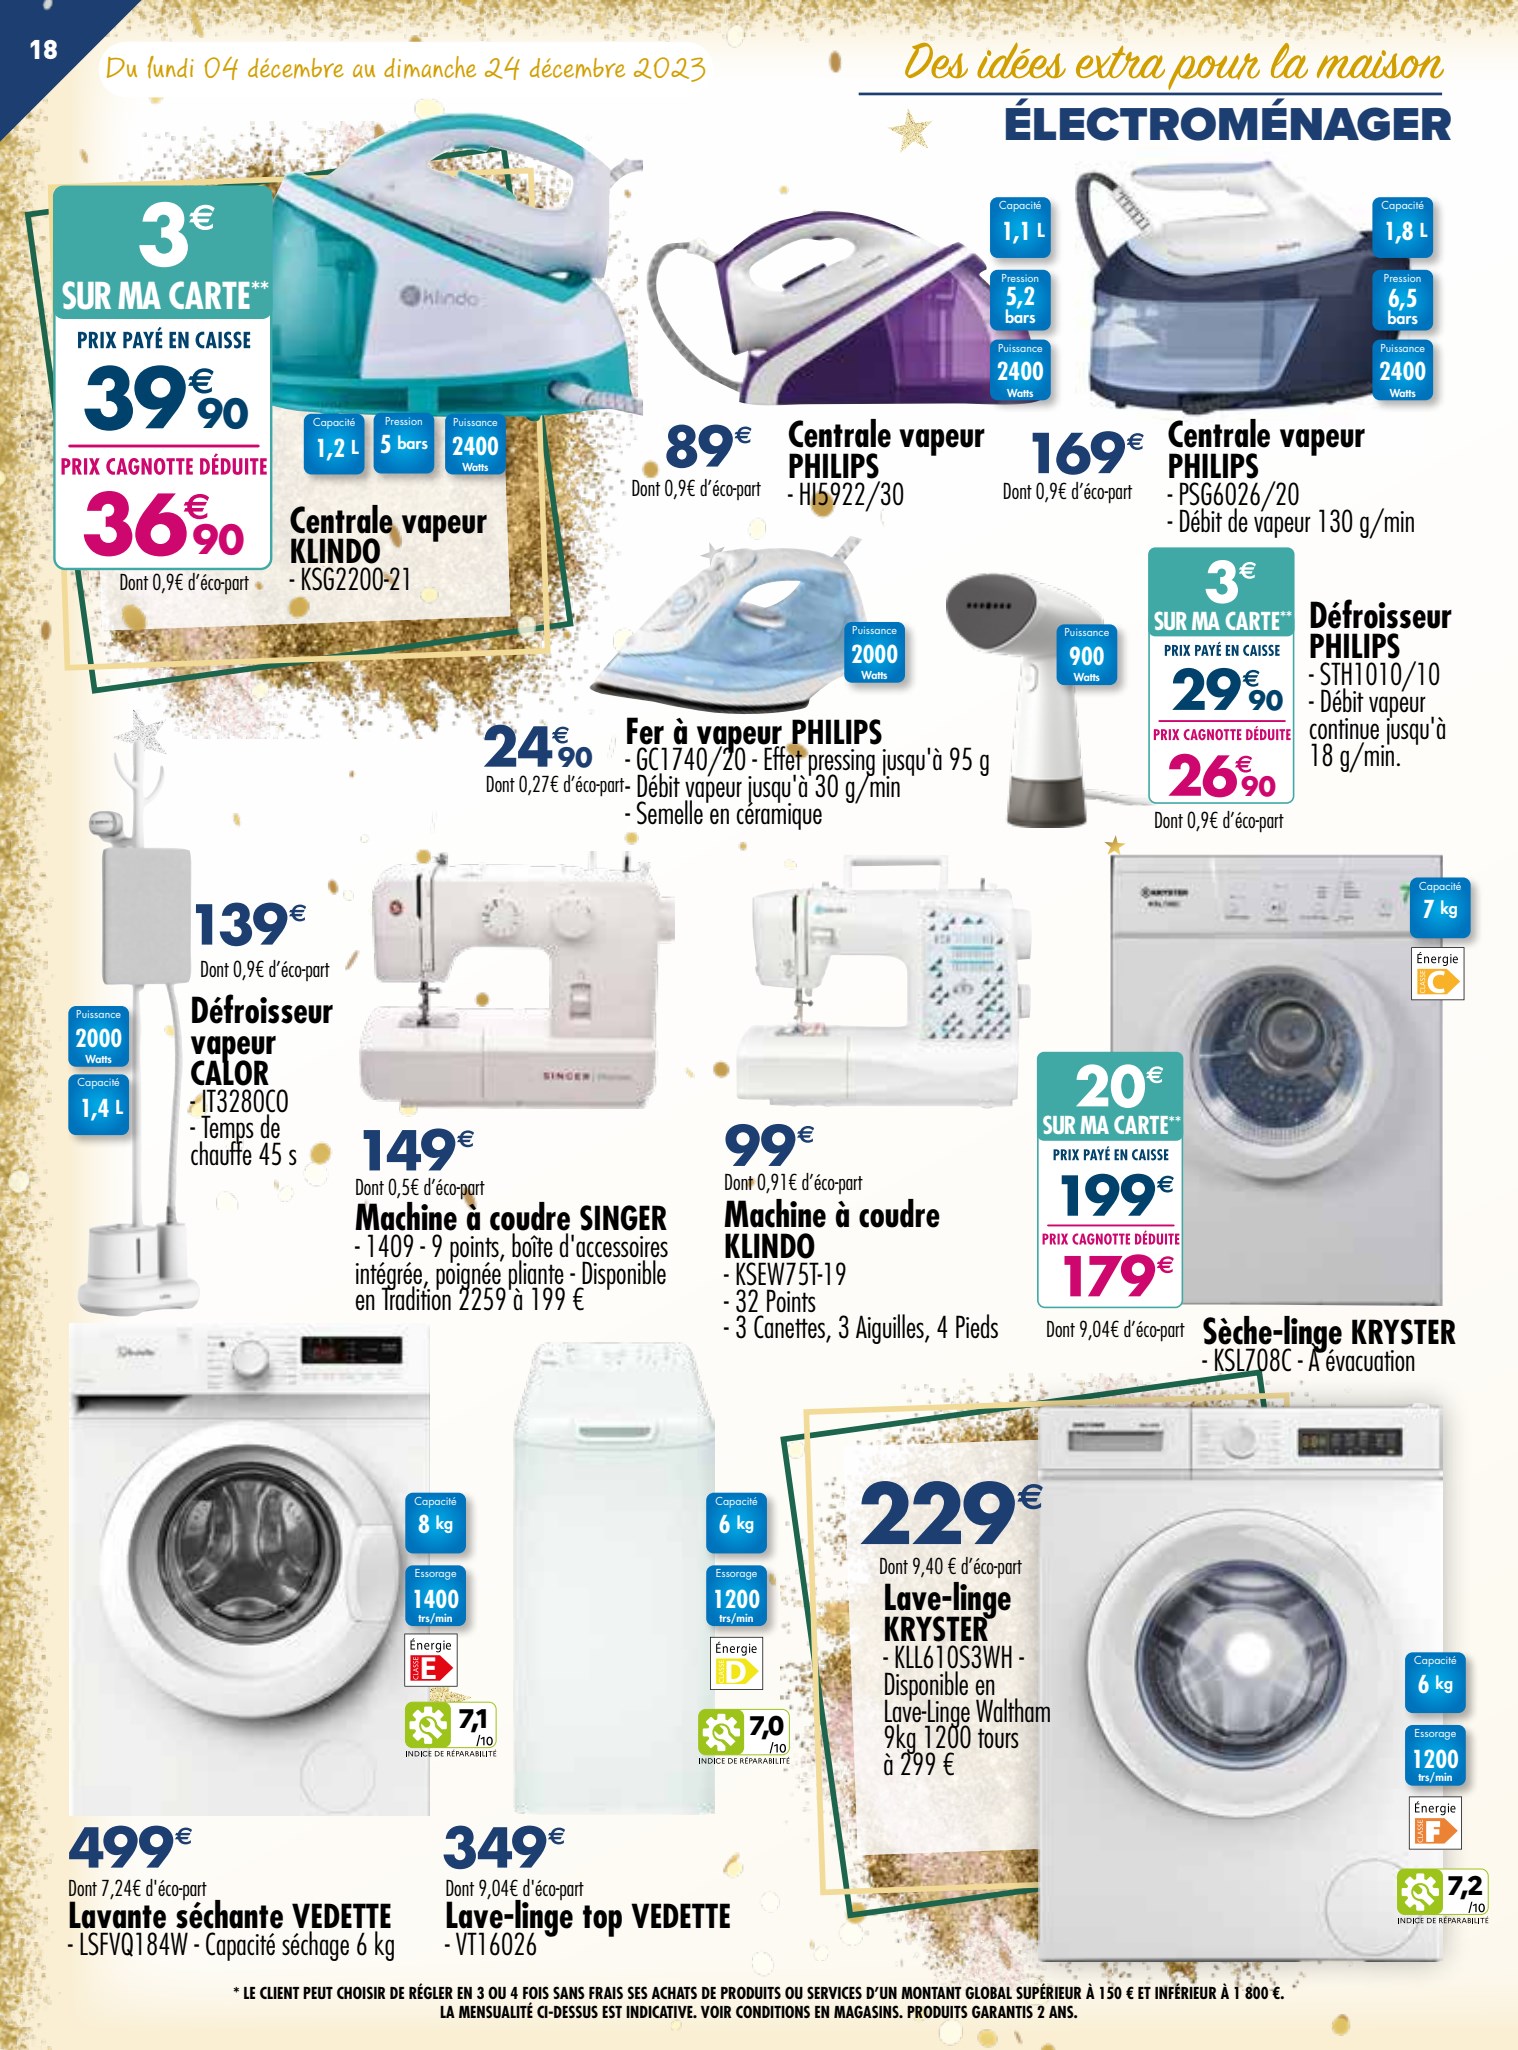 18
Du lundi 04 décembre au dimanche 24 décembre 2023
Des idées extra pour la maison
ÉLECTROMÉNAGER
3€
SUR MA CARTE**
PRIX PAYÉ EN CAISSE
39€90
PRIX CAGNOTTE DÉDUITE
36€90
Dont 0,9€ d'éco-part
klindo
Capacité
1,2 L
Pression
5 bars
Puissance
2400
Watts
Centrale vapeur
KLINDO
- KSG2200-21
Capacité
1,1 L
Pression
5,2
bars
Puissance
2400
Watts
89€
Dont 0,9€ d'éco-part
Centrale vapeur
PHILIPS
- HI5922/30
Capacité
1,8 L
Pression
6,5
bars
Puissance
2400
Watts
169€
Dont 0,9€ d'éco-part
Centrale vapeur
PHILIPS
- PSG6026/20
- Débit de vapeur 130 g/min
Puissance
2000
Watts
24€90
Dont 0,27€ d'éco-part
Fer à vapeur PHILIPS
- GC1740/20 - Effet pressing jusqu'à 95 g
- Débit vapeur jusqu'à 30 g/min
- Semelle en céramique
Puissance
900
Watts
3€
SUR MA CARTE**
PRIX PAYÉ EN CAISSE
29€90
PRIX CAGNOTTE DÉDUITE
26€90
Dont 0,9€ d'éco-part
Défroisseur
PHILIPS
- STH1010/10
- Débit vapeur
continue jusqu'à
18 g/min.
139€
Dont 0,9€ d'éco-part
Puissance
2000
Watts
Capacité
1,4 L
Défroisseur
vapeur
CALOR
- IT3280C0
- Temps de
chauffe 45 s
SINGER
149€
Dont 0,5€ d'éco-part
Machine à coudre SINGER
- 1409 - 9 points, boîte d'accessoires
intégrée, poignée pliante - Disponible
en Tradition 2259 à 199 €
99€
Dont 0,91€ d'éco-part
Machine à coudre
KLINDO
- KSEW75T-19
- 32 Points
- 3 Canettes, 3 Aiguilles, 4 Pieds
KRYSTER
Capacité
7 kg
Énergie
CLASSE
C
20€
SUR MA CARTE**
PRIX PAYÉ EN CAISSE
199€
PRIX CAGNOTTE DÉDUITE
179€
Dont 9,04€ d'éco-part
Sèche-linge KRYSTER
- KSL708C - À évacuation
Capacité
8 kg
Essorage
1400
trs/min
Énergie
CLASSE
E
7,1
/10
INDICE DE RÉPARABILITÉ
499€
Dont 7,24€ d'éco-part
Lavante séchante VEDETTE
- LSFVQ184W - Capacité séchage 6 kg
Capacité
6 kg
Essorage
1200
trs/min
Énergie
CLASSE
D
7,0
/10
INDICE DE RÉPARABILITÉ
349€
Dont 9,04€ d'éco-part
Lave-linge top VEDETTE
- VT16026
229€
Dont 9,40 € d'éco-part
Lave-linge
KRYSTER
- KLL610S3WH -
Disponible en
Lave-Linge Waltham
9kg 1200 tours
à 299 €
Capacité
6 kg
Essorage
1200
trs/min
Énergie
CLASSE
F
7,2
/10
INDICE DE RÉPARABILITÉ
* LE CLIENT PEUT CHOISIR DE RÉGLER EN 3 OU 4 FOIS SANS FRAIS SES ACHATS DE PRODUITS OU SERVICES D'UN MONTANT GLOBAL SUPÉRIEUR À 150 € ET INFÉRIEUR À 1 800 €.
LA MENSUALITÉ CI-DESSUS EST INDICATIVE. VOIR CONDITIONS EN MAGASINS. PRODUITS GARANTIS 2 ANS.